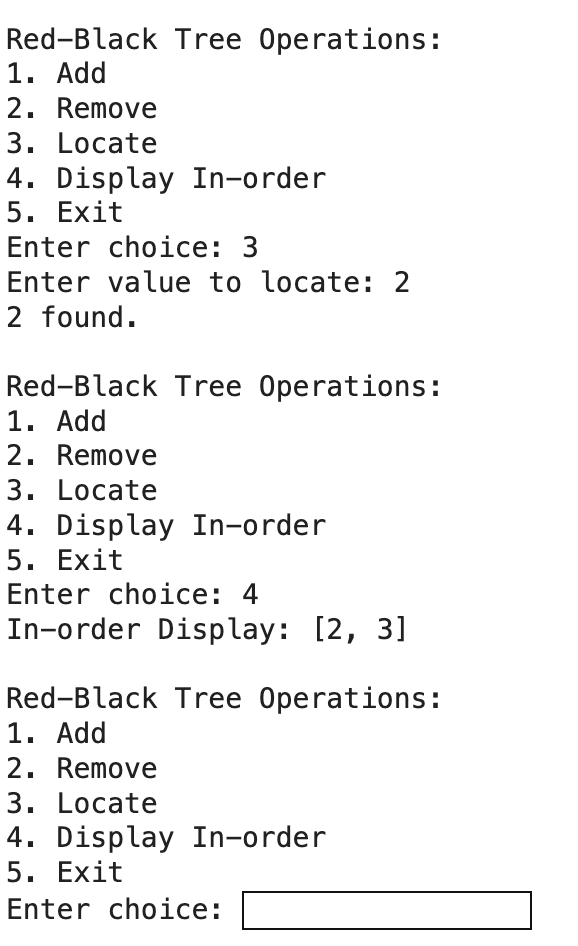 Red-Black Tree Operations:
1. Add
2. Remove
3. Locate
4. Display In-order
5. Exit
Enter choice: 3
Enter value to locate: 2
2 found.

Red-Black Tree Operations:
1. Add
2. Remove
3. Locate
4. Display In-order
5. Exit
Enter choice: 4
In-order Display: [2, 3]

Red-Black Tree Operations:
1. Add
2. Remove
3. Locate
4. Display In-order
5. Exit
Enter choice: